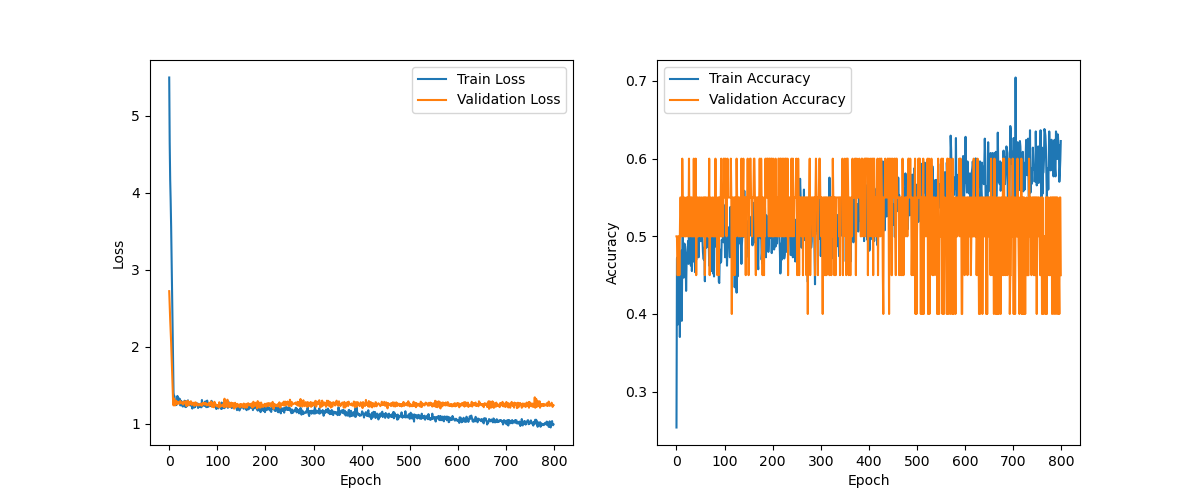 Train Loss
Validation Loss
5
4
3
2
1
Loss
0 100 200 300 400 500 600 700 800
Epoch
Train Accuracy
Validation Accuracy
0.7
0.6
0.5
0.4
0.3
Accuracy
0 100 200 300 400 500 600 700 800
Epoch